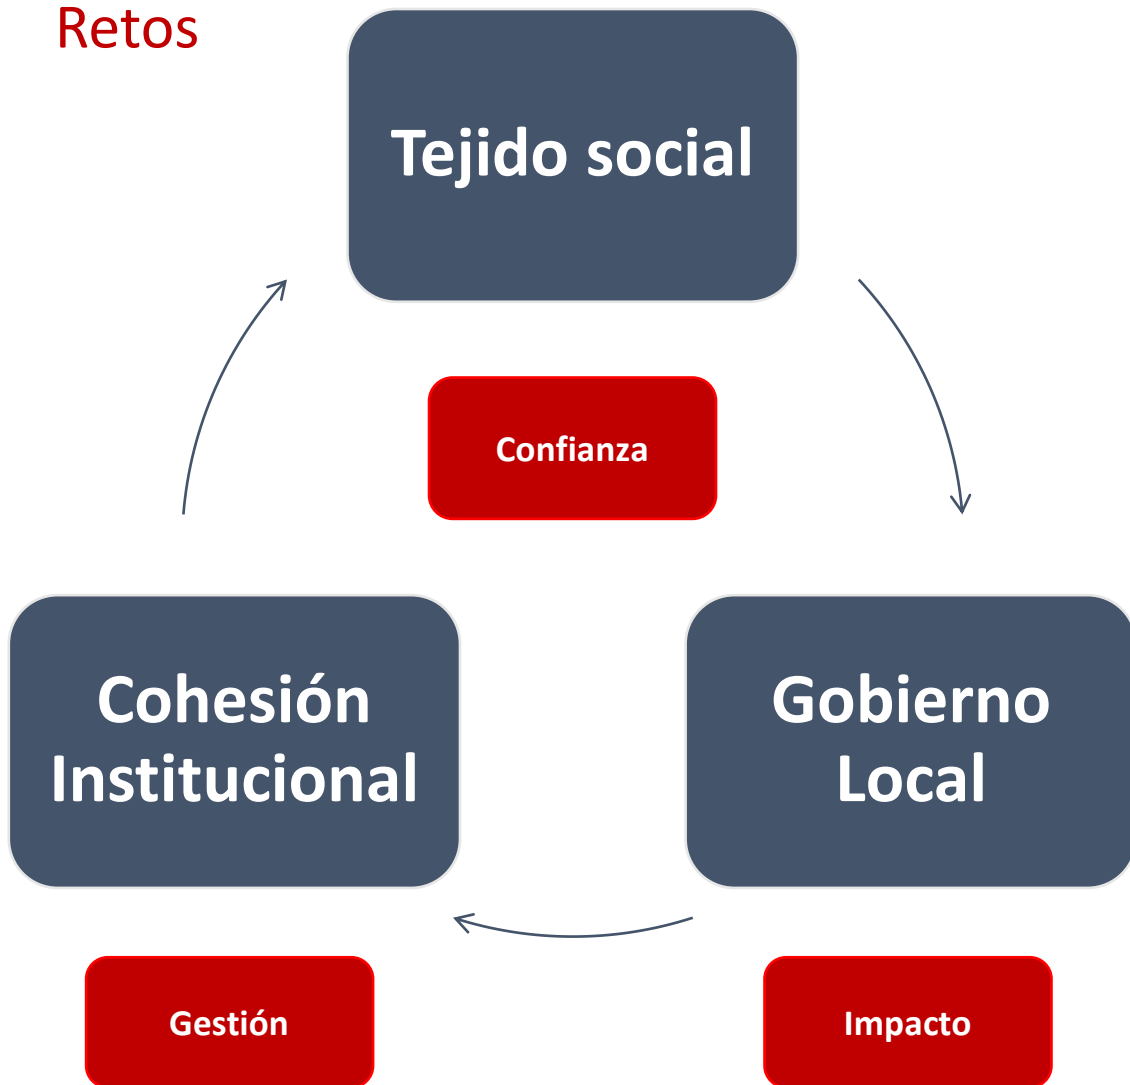 Retos
Tejido social
Confianza
Cohesión
Institucional
Gobierno
Local
Gestión
Impacto